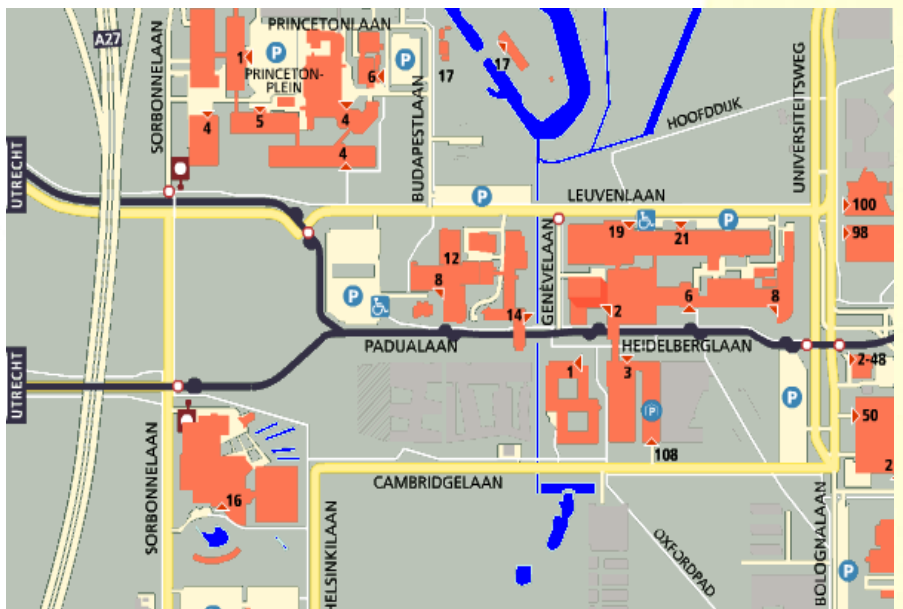 PRINCETONLAAN
A27
P
P
1
PRINCETON-
PLEIN
6
17
17
SORBONNELAAN
4
5
4
4
BUDAPESTLAAN
HOOFDDIJK
UNIVERSITEITSWEG
UTRECHT
P
LEUVENLAAN
P
100
98
19
21
12
8
P
14
GENÈVELAAN
2
6
8
PADUALAAN
HEIDELBERGLAAN
2-48
UTRECHT
1
3
P
P
50
108
2
CAMBRIDGELAAN
SORBONNELAAN
16
HELSINKILAAN
OXFORDPAD
BOLOGNALAAN
P
P